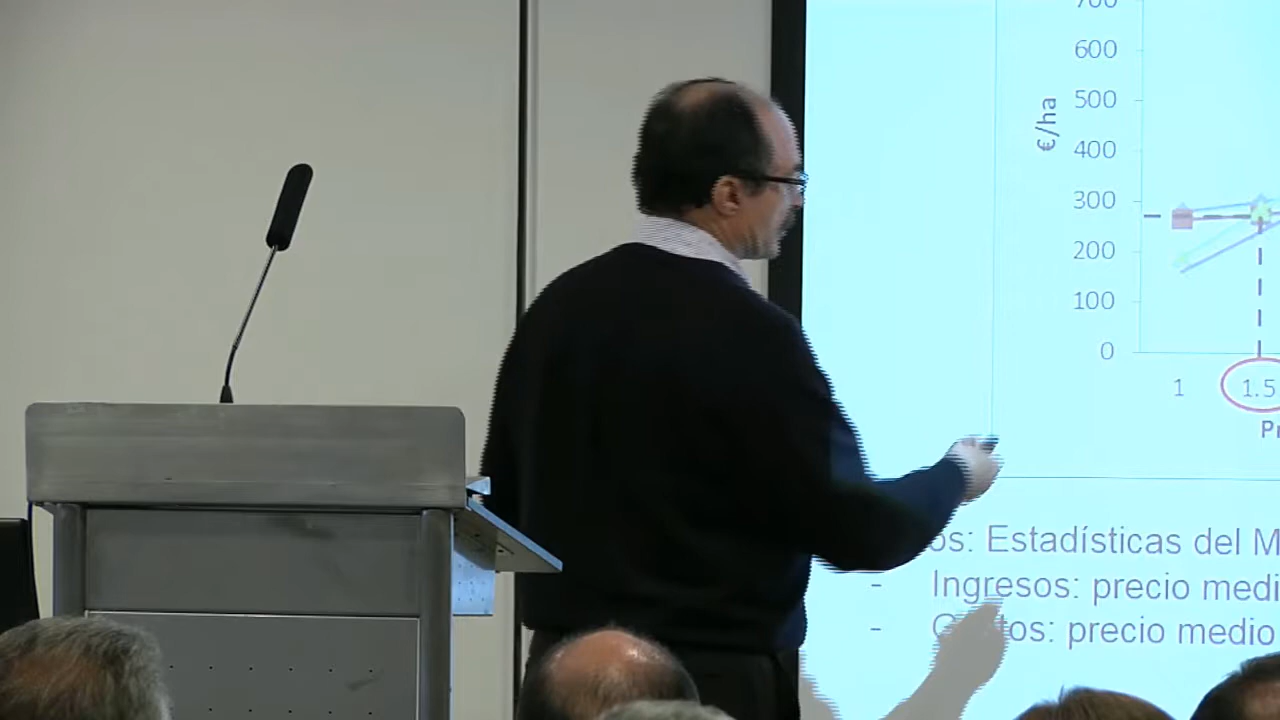 700
600
500
€/ha
400
300
200
100
0
1 1.5
os: Estadísticas del M
- Ingresos: precio medi
- tos: precio medio